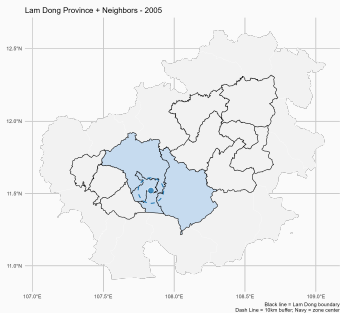 Lam Dong Province + Neighbors - 2005
12.5°N
12.0°N
11.5°N
11.0°N
107.0°E 107.5°E 108.0°E 108.5°E 109.0°E
Black line = Lam Dong boundary
Dash Line = 10km buffer; Navy = zone center